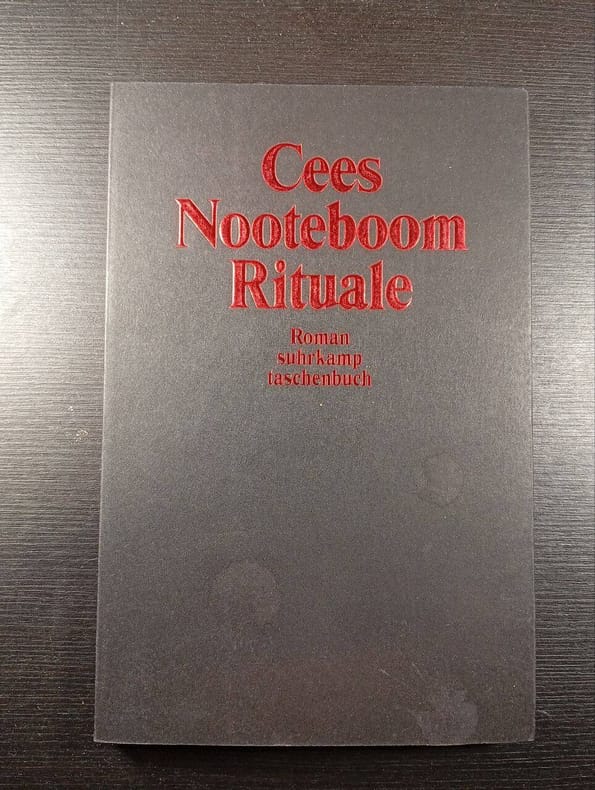 Cees
Nooteboom
Rituale
Roman
suhrkamp
taschenbuch